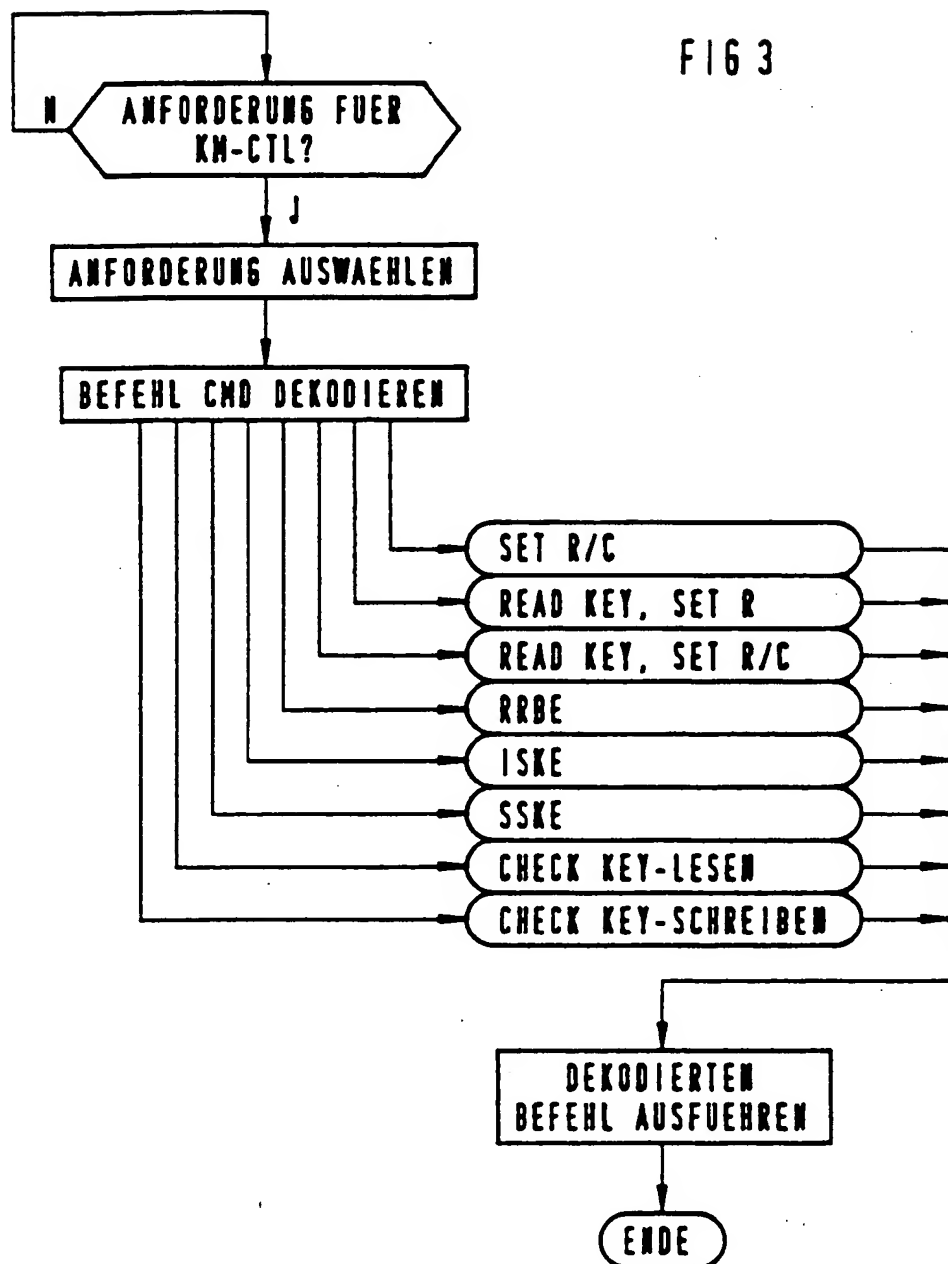 FIG 3
ANFORDERUNG FUER
KM-CTL?
N
J
ANFORDERUNG AUSWAEHLEN
BEFEHL CMD DEKODIEREN
SET R/C
READ KEY, SET R
READ KEY, SET R/C
RRBE
ISKE
SSKE
CHECK KEY-LESEN
CHECK KEY-SCHREIBEN
DEKODIERTEN
BEFEHL AUSFUEHREN
ENDE